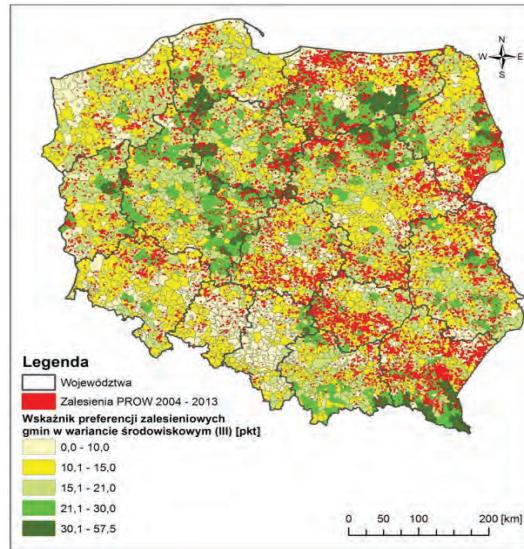 N
W E
S
Legenda
Województwa
Zalesienia PROW 2004 - 2013
Wskaźnik preferencji zalesieniowych
gmin w wariancie środowiskowym (III) [pkt]
0,0 - 10,0
10,1 - 15,0
15,1 - 21,0
21,1 - 30,0
30,1 - 57,5
0 50 100 200 [km]